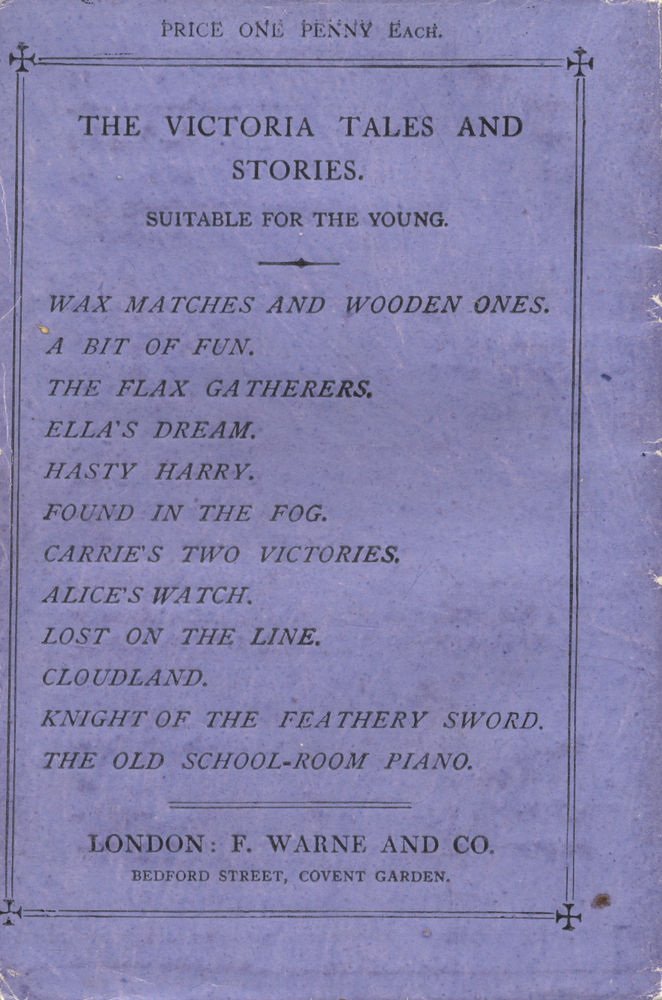 PRICE ONE PENNY EACH.
THE VICTORIA TALES AND
STORIES.
SUITABLE FOR THE YOUNG.
WAX MATCHES AND WOODEN ONES.
A BIT OF FUN.
THE FLAX GATHERERS.
ELLA'S DREAM.
HASTY HARRY.
FOUND IN THE FOG.
CARRIE'S TWO VICTORIES.
ALICE'S WATCH.
LOST ON THE LINE.
CLOUDLAND.
KNIGHT OF THE FEATHERY SWORD.
THE OLD SCHOOL-ROOM PIANO.
LONDON: F. WARNE AND CO.
BEDFORD STREET, COVENT GARDEN.